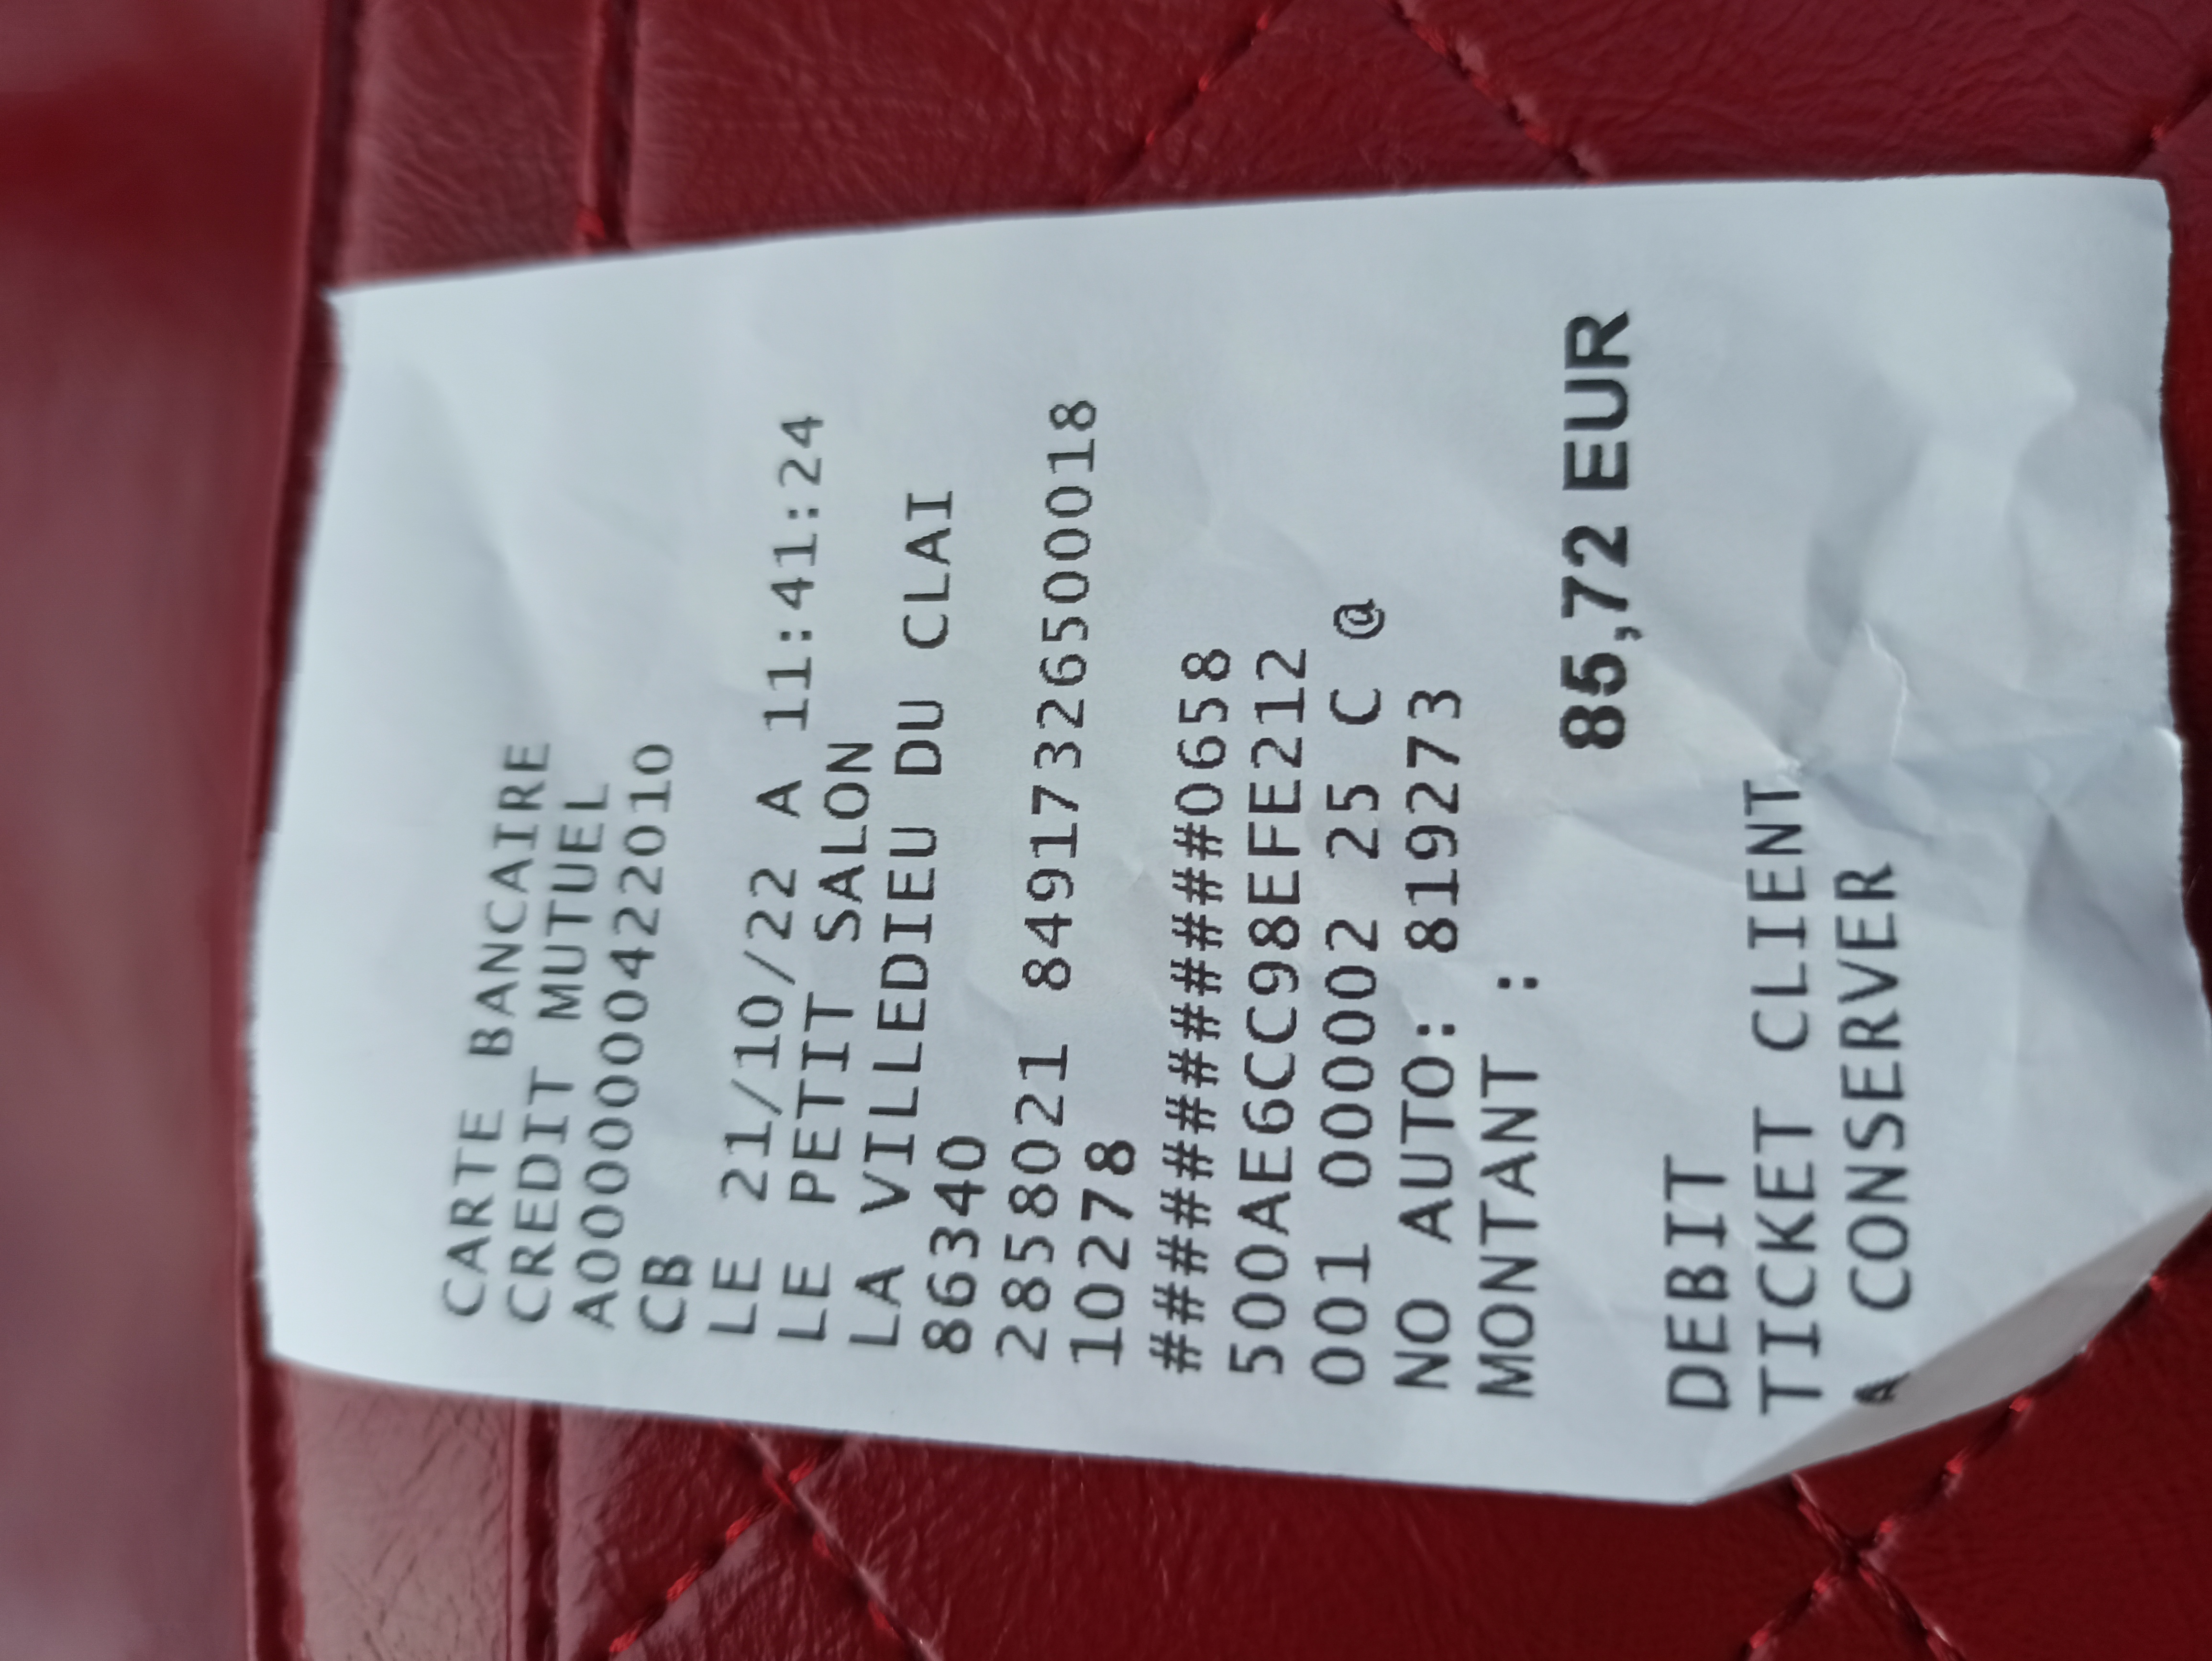 CARTE BANCAIRE
CREDIT MUTUEL
A0000000422010
CB
LE 21/10/22 A 11:41:24
LE PETIT SALON
LA VILLEDIEU DU CLAI
86340
2858021 84917326500018
10278
############0658
500AE6CC98EFE212
001 000002 25 C @
NO AUTO: 819273
MONTANT :
85,72 EUR
DEBIT
TICKET CLIENT
A CONSERVER